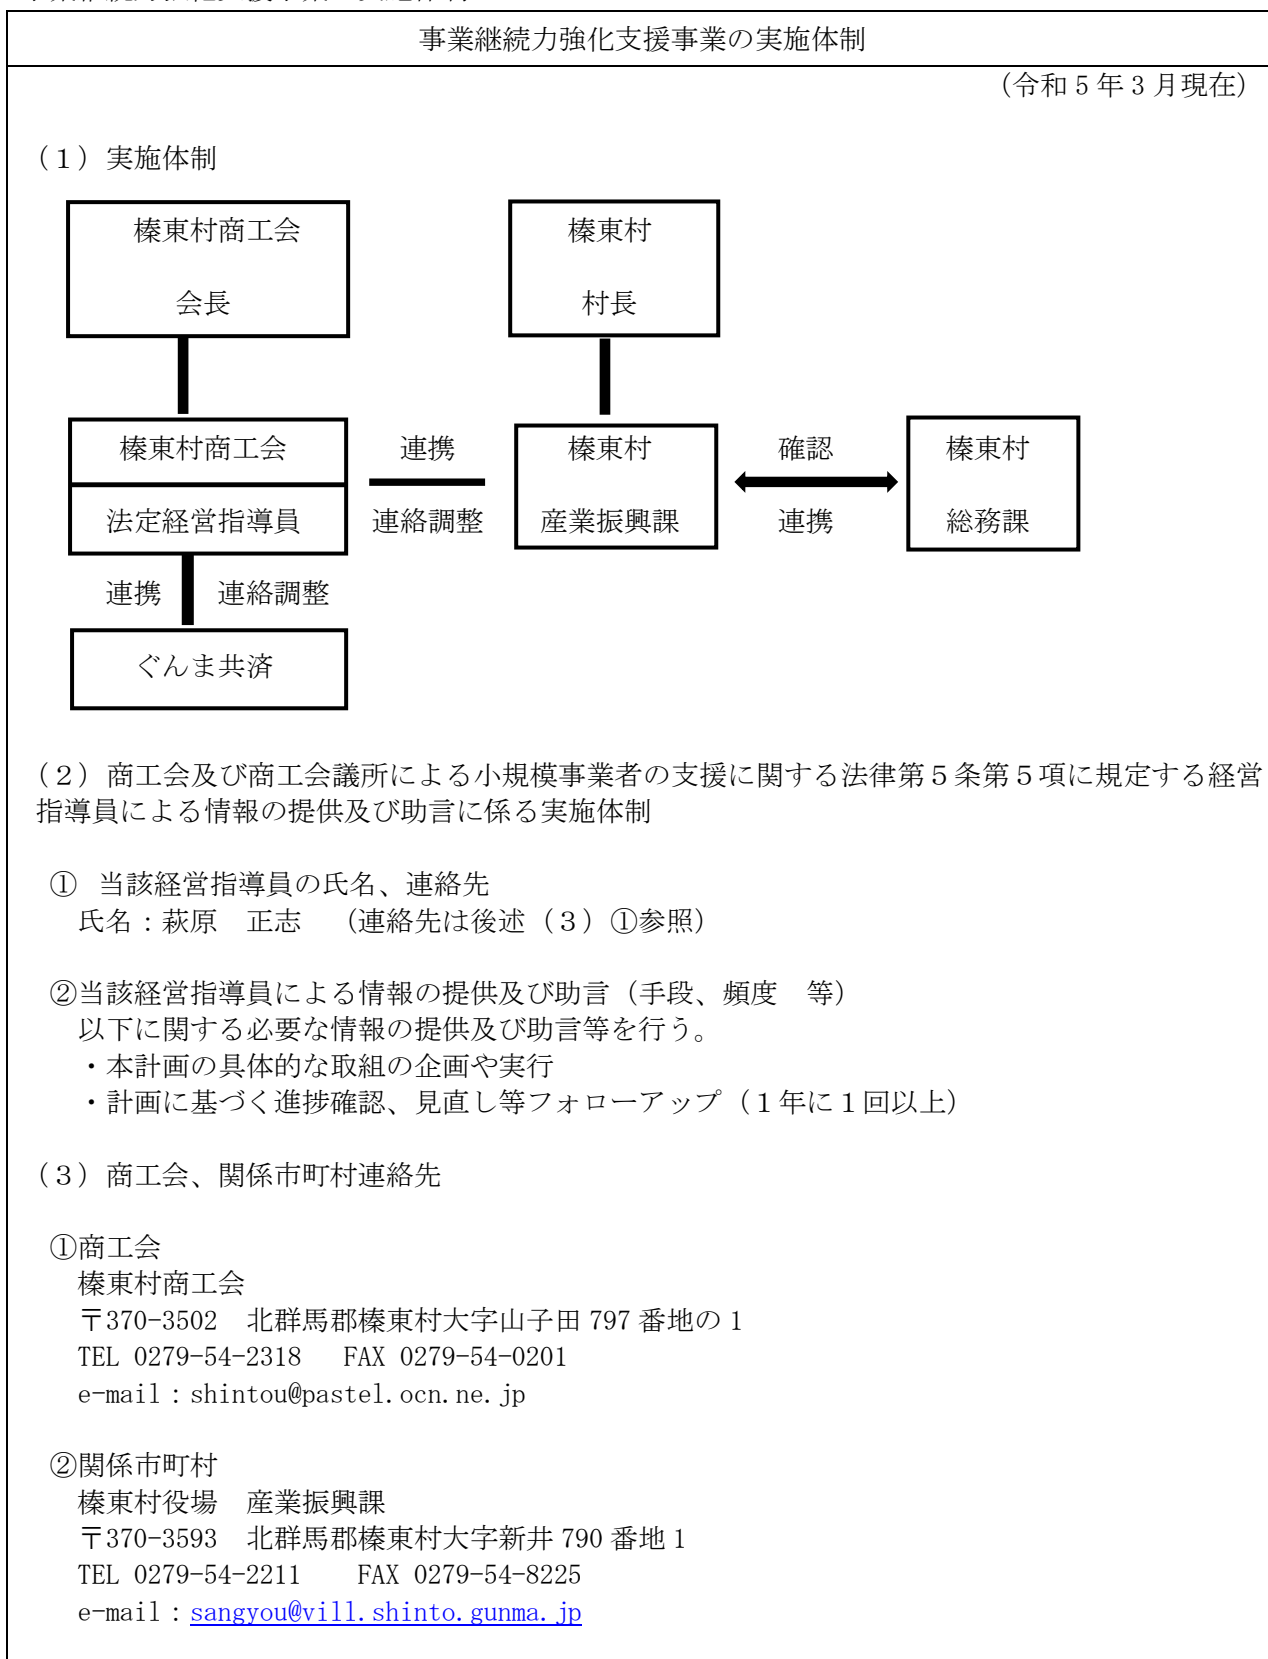 事業継続力強化支援事業の実施体制
（令和５年３月現在）
（１）実施体制
榛東村商工会
会長
榛東村
村長
榛東村商工会
法定経営指導員
連携
連絡調整
榛東村
産業振興課
確認
連携
榛東村
総務課
連携
連絡調整
ぐんま共済
（２）商工会及び商工会議所による小規模事業者の支援に関する法律第５条第５項に規定する経営
指導員による情報の提供及び助言に係る実施体制
① 当該経営指導員の氏名、連絡先
氏名：萩原　正志　（連絡先は後述（３）①参照）
②当該経営指導員による情報の提供及び助言（手段、頻度　等）
以下に関する必要な情報の提供及び助言等を行う。
・本計画の具体的な取組の企画や実行
・計画に基づく進捗確認、見直し等フォローアップ（１年に１回以上）
（３）商工会、関係市町村連絡先
①商工会
榛東村商工会
〒370-3502　北群馬郡榛東村大字山子田 797 番地の 1
TEL 0279-54-2318　FAX 0279-54-0201
e-mail：shintou@pastel.ocn.ne.jp
②関係市町村
榛東村役場　産業振興課
〒370-3593　北群馬郡榛東村大字新井 790 番地 1
TEL 0279-54-2211　FAX 0279-54-8225
e-mail：sangyou@vill.shinto.gunma.jp